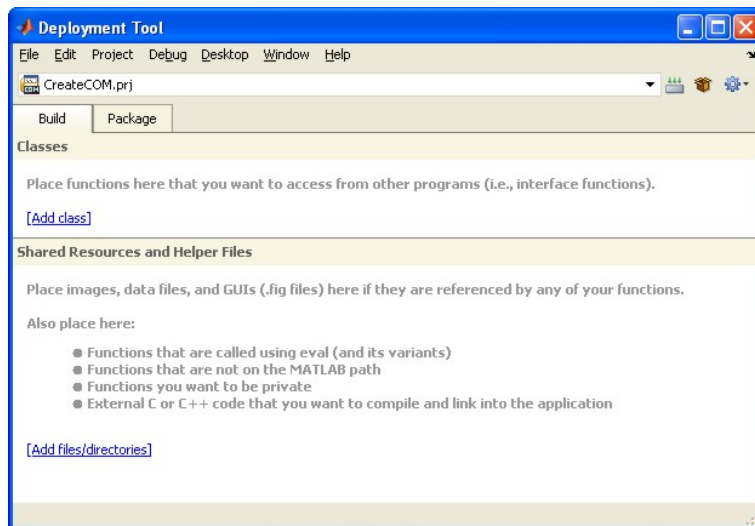 Deployment Tool
File Edit Project Debug Desktop Window Help
CreateCOM.prj
Build Package
Classes
Place functions here that you want to access from other programs (i.e., interface functions).
[Add class]
Shared Resources and Helper Files
Place images, data files, and GUIs (.fig files) here if they are referenced by any of your functions.
Also place here:
Functions that are called using eval (and its variants)
Functions that are not on the MATLAB path
Functions you want to be private
External C or C++ code that you want to compile and link into the application
[Add files/directories]